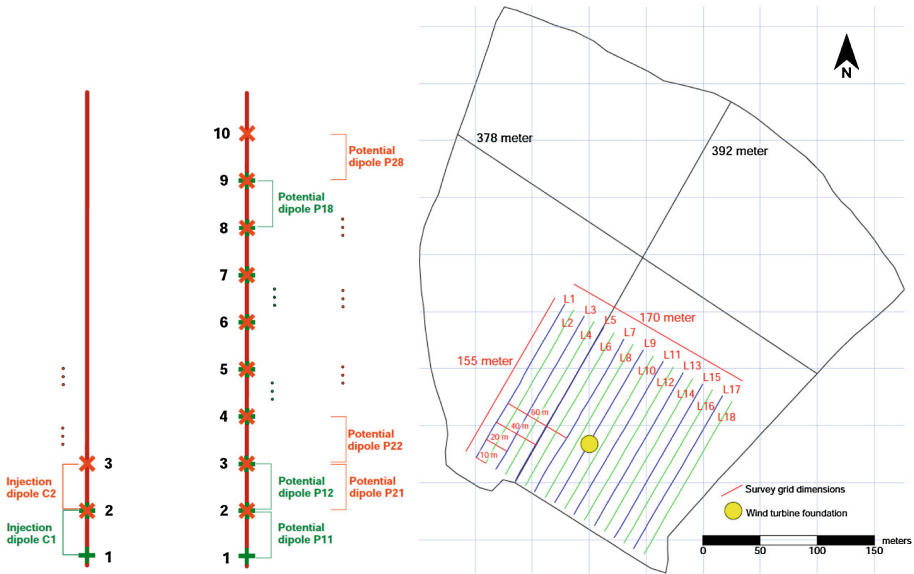 10
9
8
7
6
5
4
3
2
1
Potential
dipole P28
Potential
dipole P18
Potential
dipole P22
Potential
dipole P12
Potential
dipole P21
Potential
dipole P11
3
2
1
Injection
dipole C2
Injection
dipole C1
N
378 meter
392 meter
170 meter
155 meter
L1
L2
L3
L4
L5
L6
L7
L8
L9
L10
L11
L12
L13
L14
L15
L16
L17
L18
60 m
40 m
20 m
10 m
Survey grid dimensions
Wind turbine foundation
0 50 100 150 meters